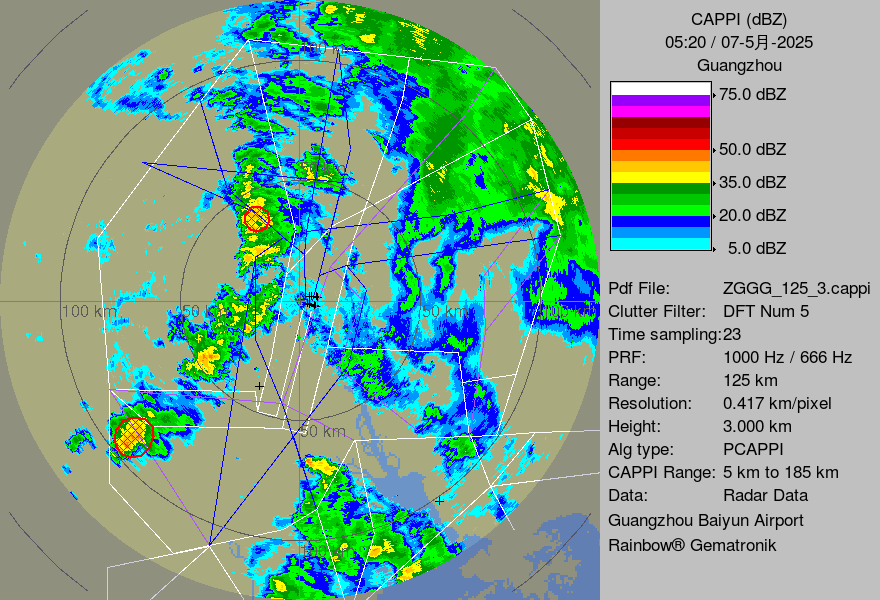 CAPPI (dBZ)
05:20 / 07-5月-2025
Guangzhou
75.0 dBZ
50.0 dBZ
35.0 dBZ
20.0 dBZ
5.0 dBZ
Pdf File: ZGGG_125_3.cappi
Clutter Filter: DFT Num 5
Time sampling:23
PRF: 1000 Hz / 666 Hz
Range: 125 km
Resolution: 0.417 km/pixel
Height: 3.000 km
Alg type: PCAPPI
CAPPI Range: 5 km to 185 km
Data: Radar Data
Guangzhou Baiyun Airport
Rainbow® Gematronik
100 km
50 km
50 km
50 km